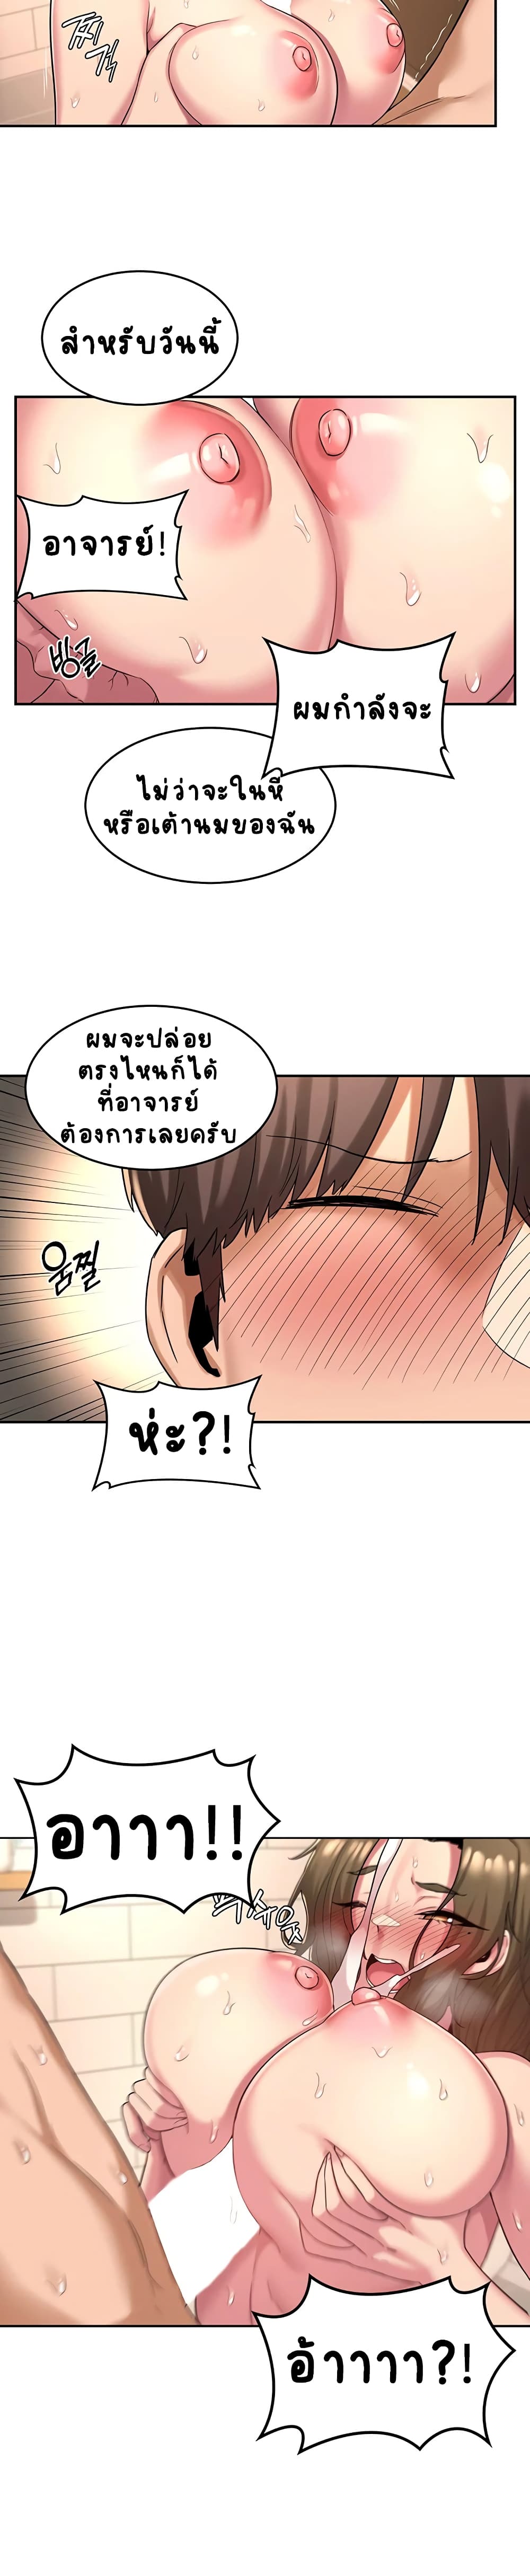 찌걱
สำหรับวันนี้
อาจารย์!
빙글
ผมกำลังจะ
ไม่ว่าจะในหี
หรือเต้านมของฉัน
ผมจะปล่อย
ตรงไหนก็ได้
ที่อาจารย์
ต้องการเลยครับ
움찔
ห่ะ?!
อาาา!!
อ้าาาา?!